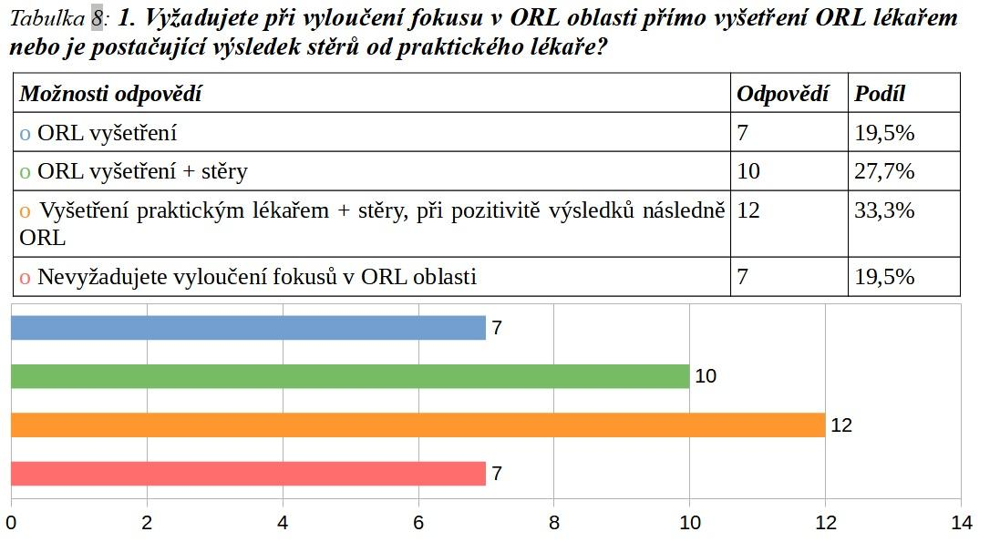 Tabulka 8: 1. Vyžadujete při vyloučení fokusu v ORL oblasti přímo vyšetření ORL lékařem
nebo je postačující výsledek stěrů od praktického lékaře?
Možnosti odpovědí Odpovědí Podíl
o ORL vyšetření 7 19,5%
o ORL vyšetření + stěry 10 27,7%
o Vyšetření praktickým lékařem + stěry, při pozitivitě výsledků následně 12 33,3%
ORL
o Nevyžadujete vyloučení fokusů v ORL oblasti 7 19,5%
7
10
12
7
0 2 4 6 8 10 12 14